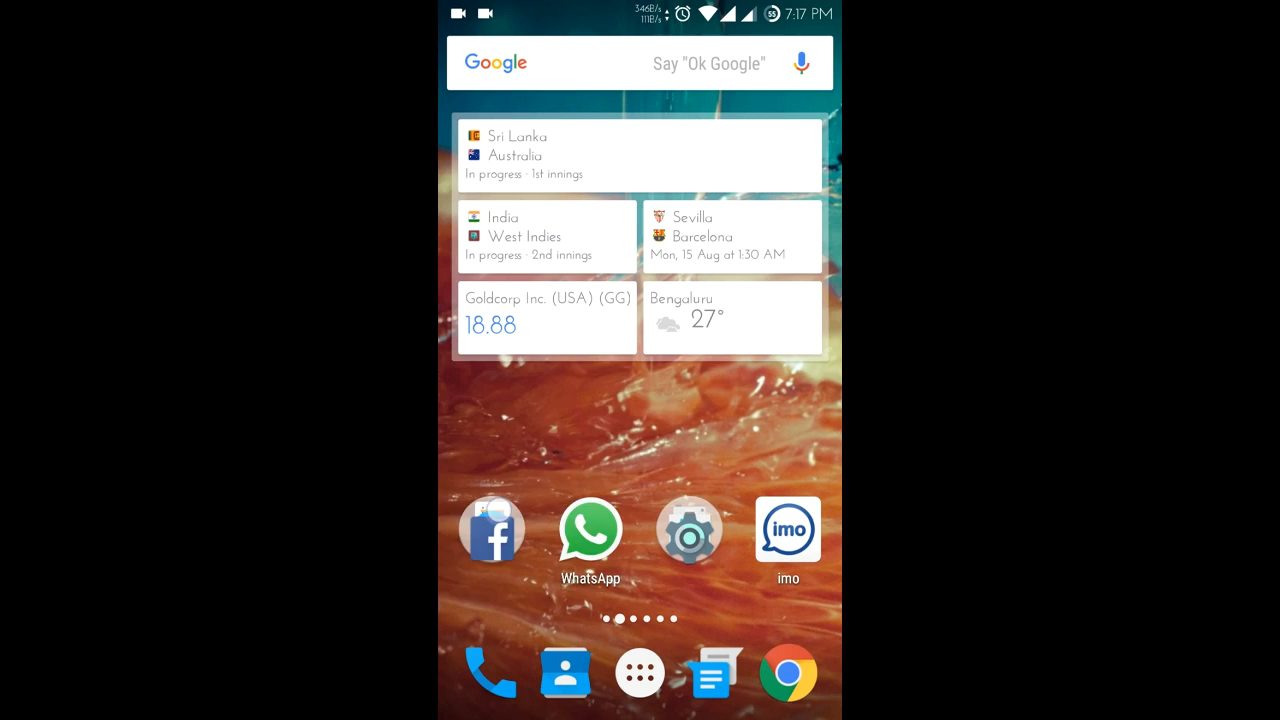 346B/s
111B/s
55 7:17 PM
Google Say "Ok Google"
Sri Lanka
Australia
In progress · 1st innings
India
West Indies
In progress · 2nd innings
Sevilla
Barcelona
Mon, 15 Aug at 1:30 AM
Goldcorp Inc. (USA) (GG)
18.88
Bengaluru
27°
f
imo
WhatsApp
imo